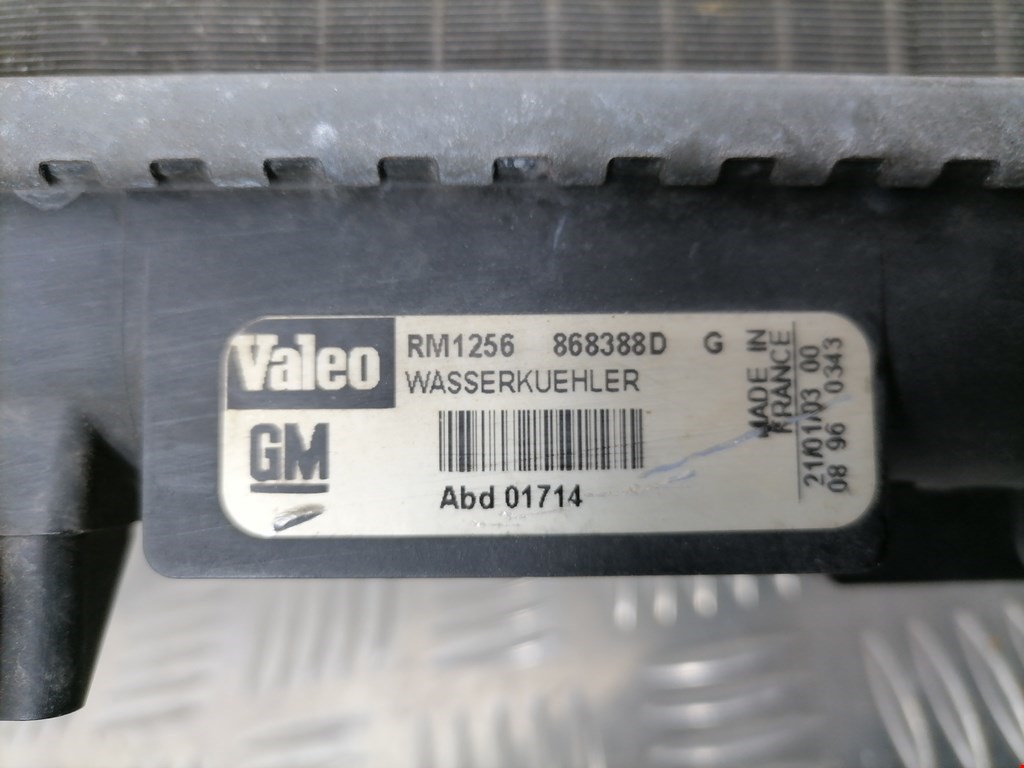 Valeo
RM1256 868388D G
WASSERKUEHLER
GM
Abd 01714
MADE IN
FRANCE
21/01/03 00
08 96 0343